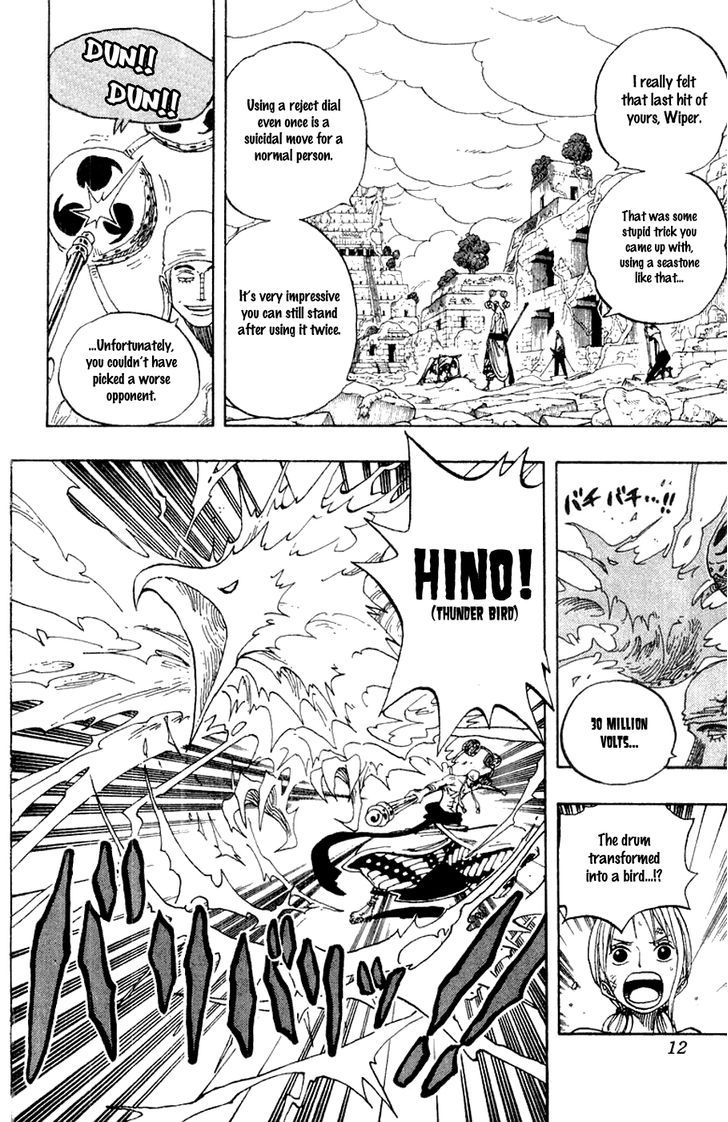 I really felt
that last hit of
yours, Wiper.
That was some
stupid trick you
came up with,
using a seastone
like that...
Using a reject dial
even once is a
suicidal move for a
normal person.
It's very impressive
you can still stand
after using it twice.
DUN!!
DUN!!
...Unfortunately,
you couldn't have
picked a worse
opponent.
バチバチ...!!
30 MILLION
VOLTS...
The drum
transformed
into a bird...!?
HINO!
(THUNDER BIRD)
12